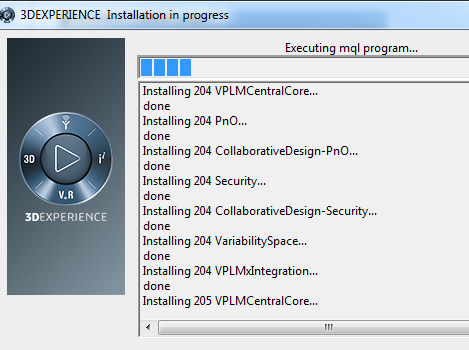 3DEXPERIENCE Installation in progress
Executing mql program...
Installing 204 VPLMCentralCore...
done
Installing 204 PnO...
done
Installing 204 CollaborativeDesign-PnO...
done
Installing 204 Security...
done
Installing 204 CollaborativeDesign-Security...
done
Installing 204 VariabilitySpace...
done
Installing 204 VPLMxIntegration...
done
Installing 205 VPLMCentralCore...
3D
i²
V,R
3DEXPERIENCE